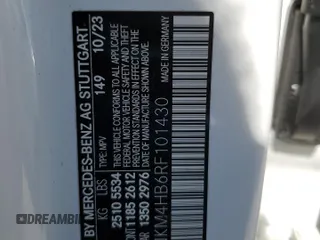 BY MERCEDES-BENZ AG STUTTGART
149 10/23
TYPE: MPV
KG LBS
2510 5534
1185 2612
1350 2976
THIS VEHICLE CONFORMS TO ALL APPLICABLE
FEDERAL MOTOR VEHICLE SAFETY AND
THEFT PREVENTION STANDARDS IN EFFECT
ON THE DATE OF MANUFACTURE SHOWN ABOVE.
KM4HB6RF101430
MADE IN GERMANY